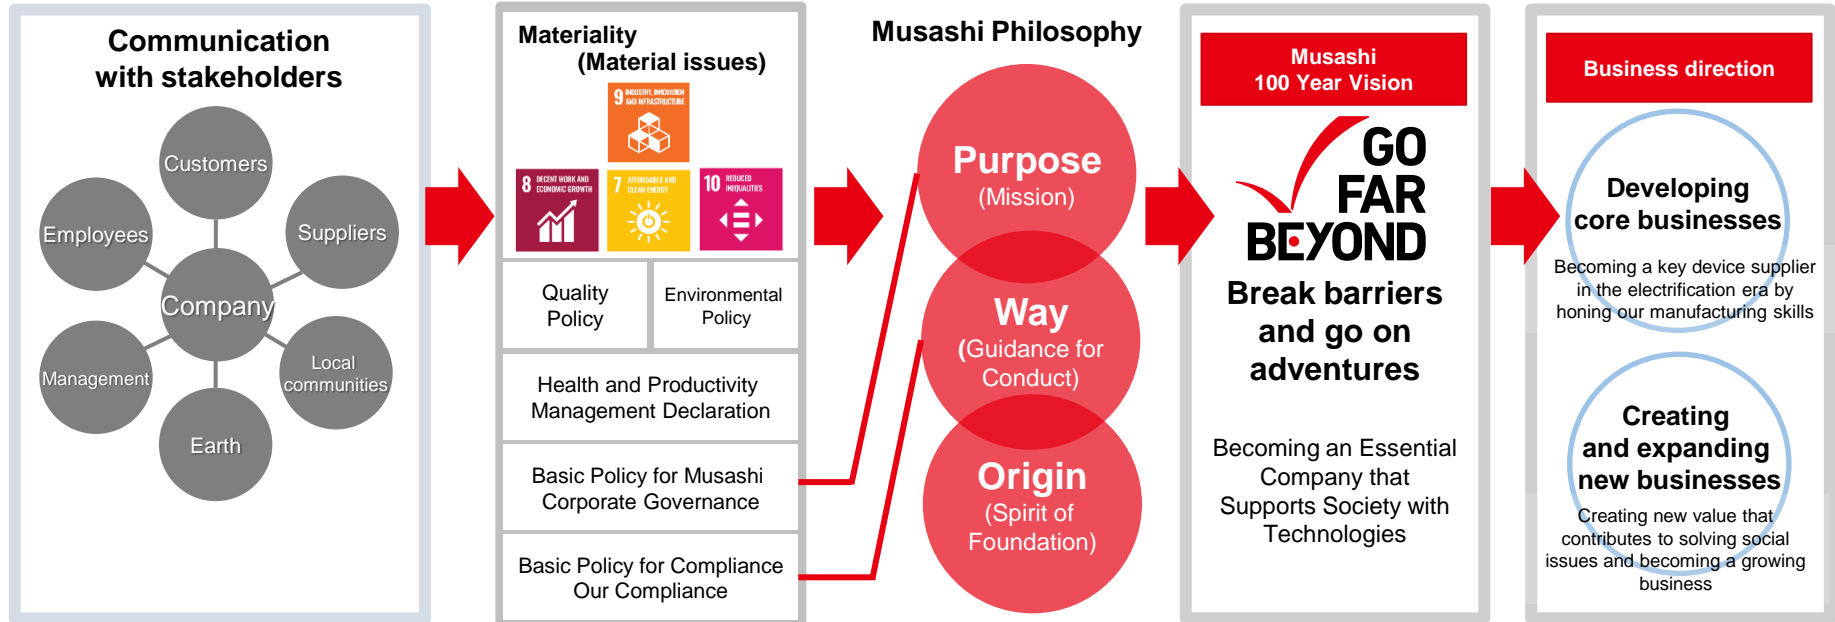 Communication
with stakeholders
Customers
Employees
Suppliers
Company
Management
Local
communities
Earth
Materiality
(Material issues)
9 INDUSTRY, INNOVATION
AND INFRASTRUCTURE
8 DECENT WORK AND
ECONOMIC GROWTH
7 AFFORDABLE AND
CLEAN ENERGY
10 REDUCED
INEQUALITIES
Quality
Policy
Environmental
Policy
Health and Productivity
Management Declaration
Basic Policy for Musashi
Corporate Governance
Basic Policy for Compliance
Our Compliance
Musashi Philosophy
Purpose
(Mission)
Way
(Guidance for
Conduct)
Origin
(Spirit of
Foundation)
Musashi
100 Year Vision
GO
FAR
BEYOND
Break barriers
and go on
adventures
Becoming an Essential
Company that
Supports Society with
Technologies
Business direction
Developing
core businesses
Becoming a key device supplier
in the electrification era by
honing our manufacturing skills
Creating
and expanding
new businesses
Creating new value that
contributes to solving social
issues and becoming a growing
business